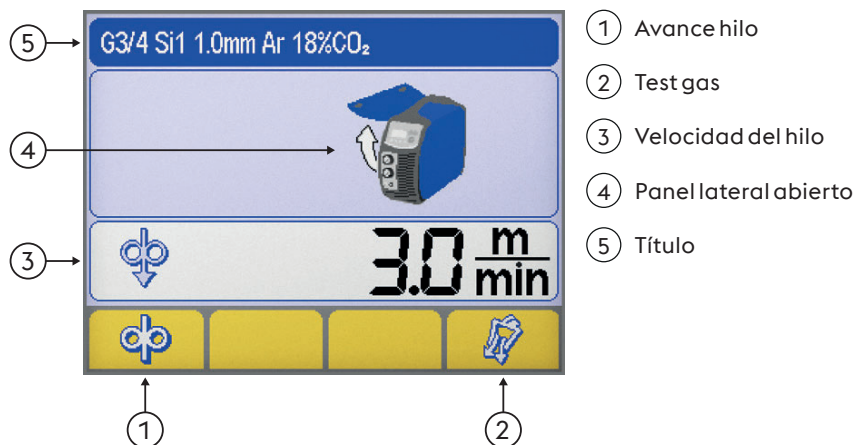 5 G3/4 Si1 1.0mm Ar 18%CO₂
4
3 3.0 m/min
1 2
1 Avance hilo
2 Test gas
3 Velocidad del hilo
4 Panel lateral abierto
5 Título